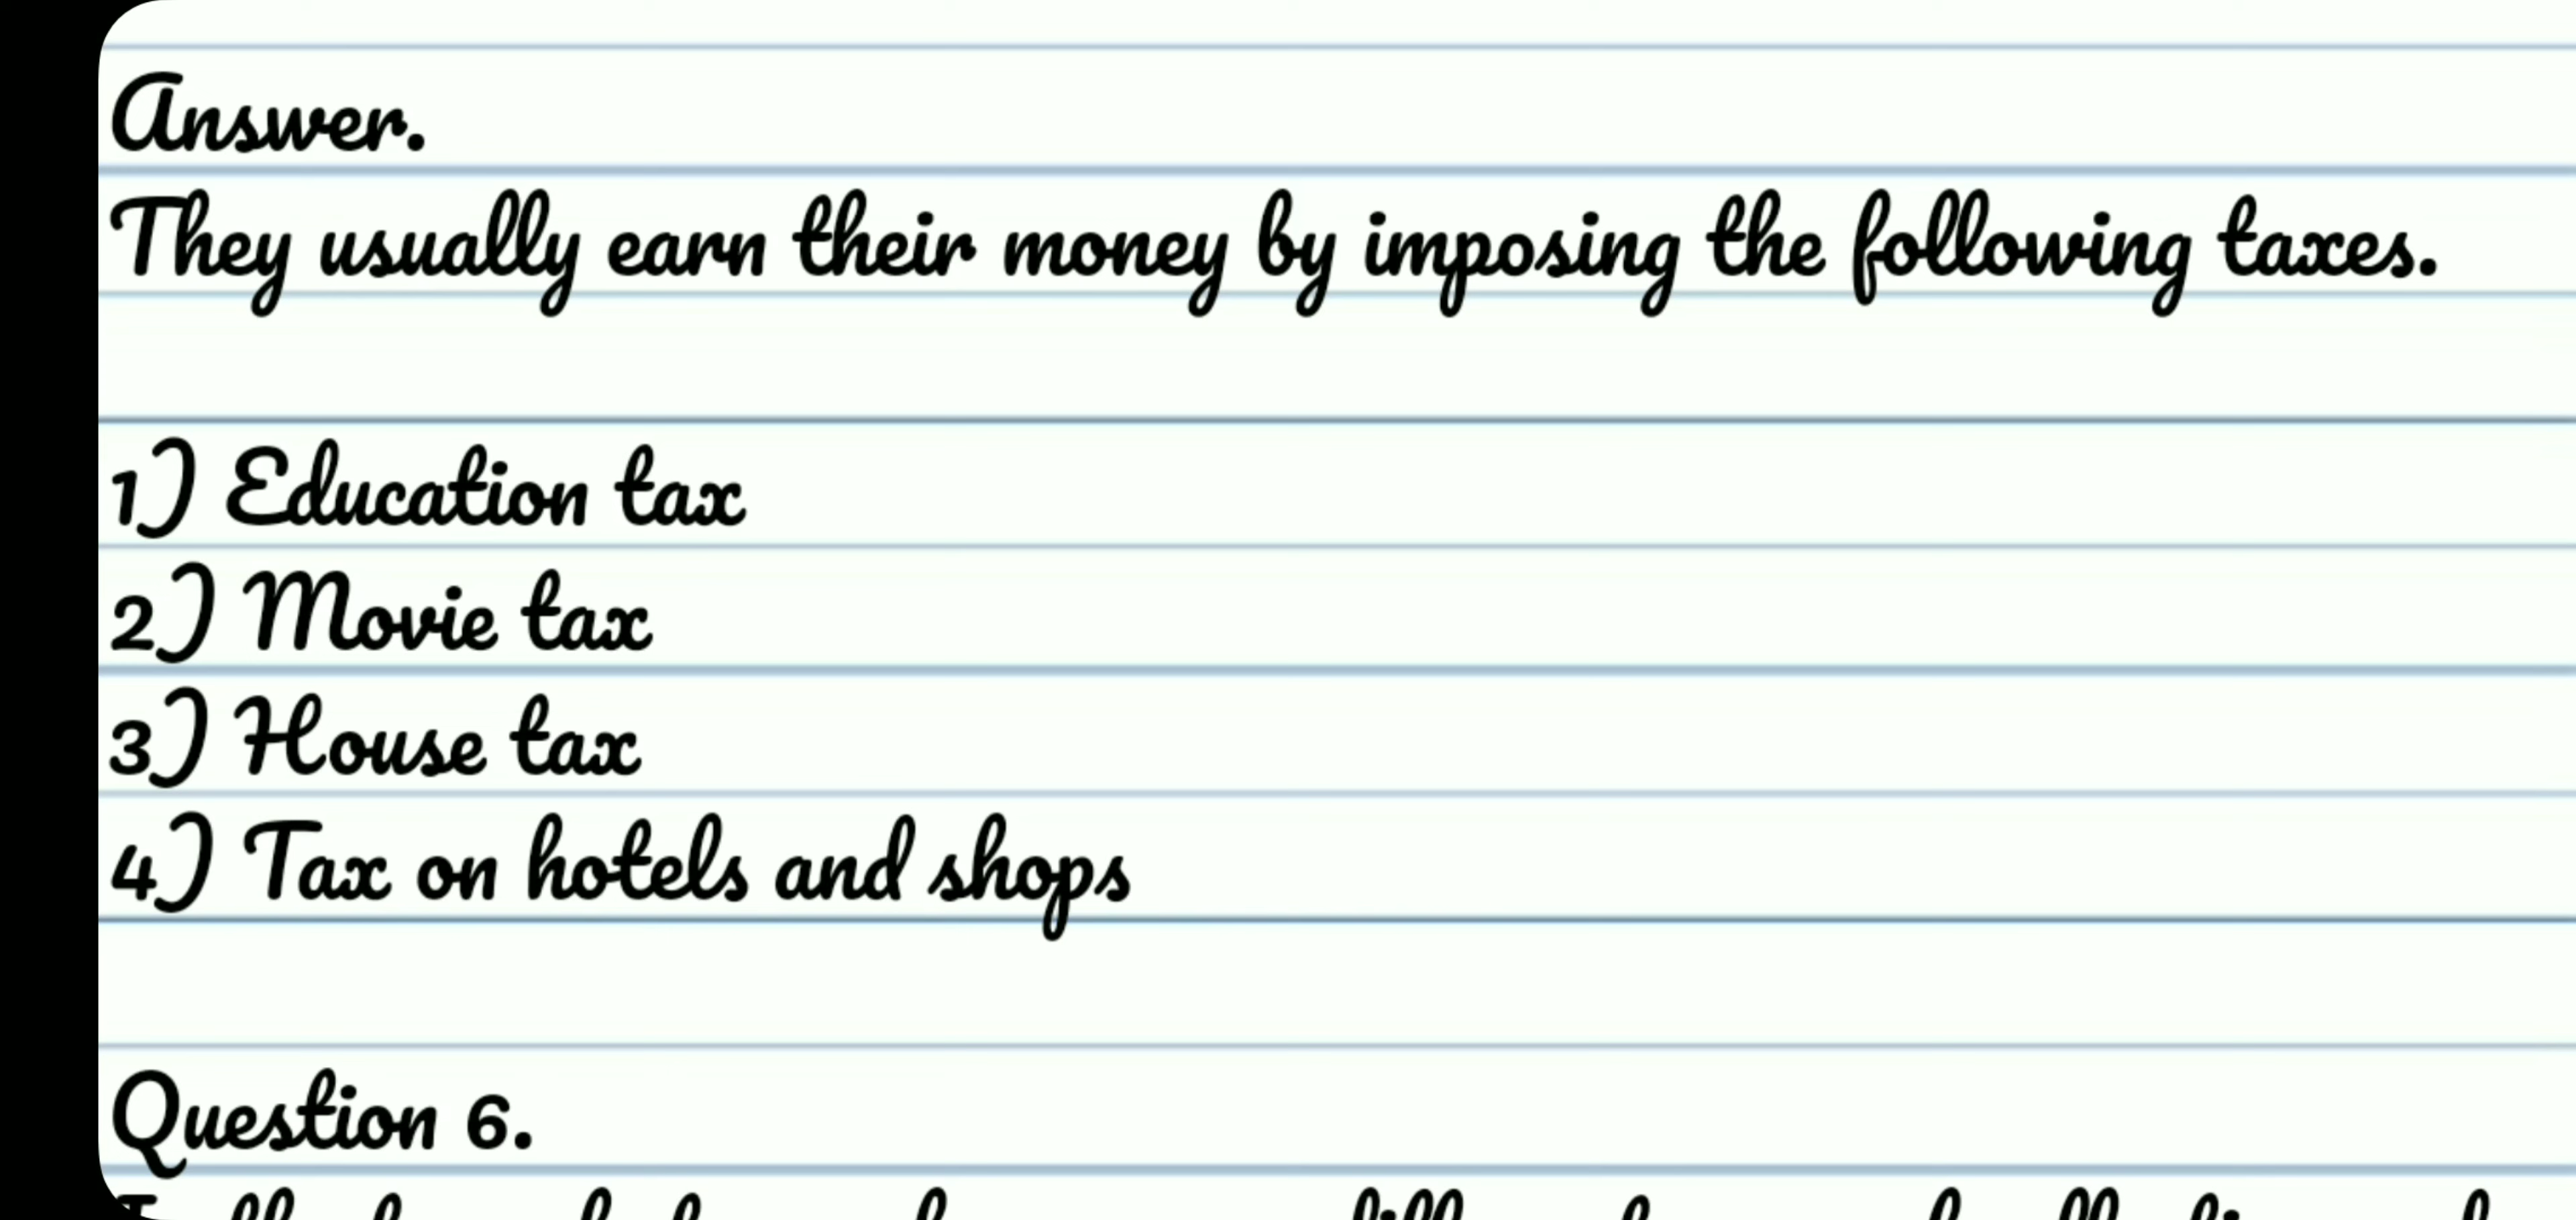 Answer.
They usually earn their money by imposing the following taxes.
1) Education tax
2) Movie tax
3) House tax
4) Tax on hotels and shops
Question 6.